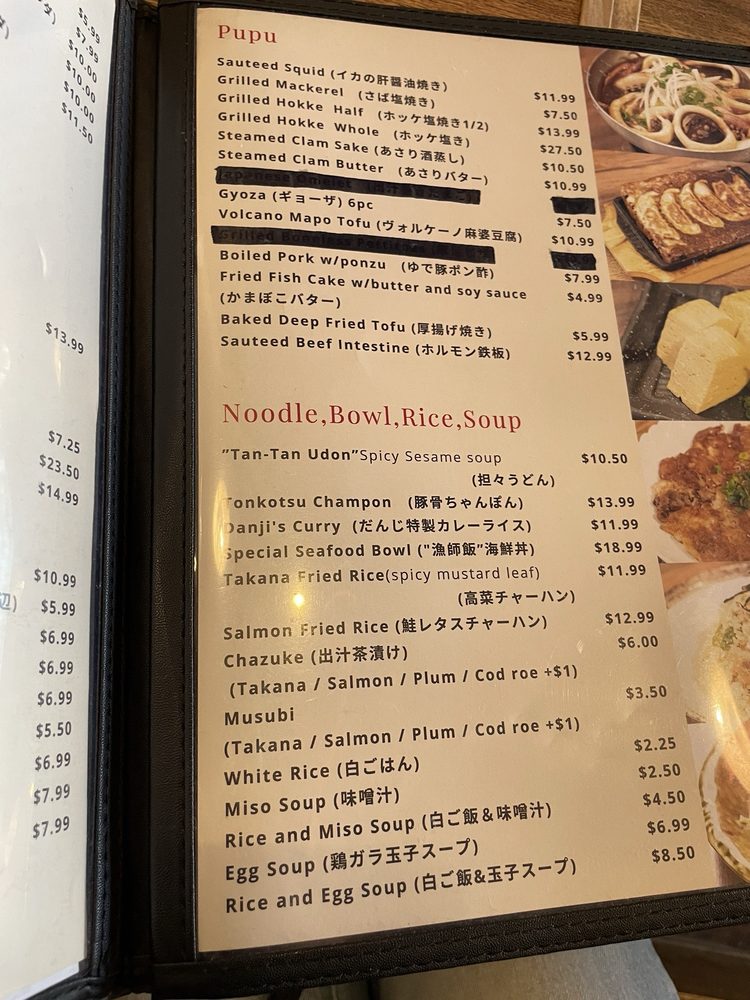 $5.99
$7.99
$10.00
$10.00
$10.00
$11.50
$13.99
$7.25
$23.50
$14.99
$10.99
辺) $5.99
$6.99
$6.99
$6.99
$5.50
$6.99
$7.99
$7.99
Pupu
Sauteed Squid (イカの肝醤油焼き) $11.99
Grilled Mackerel (さば塩焼き) $7.50
Grilled Hokke Half (ホッケ塩焼き1/2) $13.99
Grilled Hokke Whole (ホッケ塩き) $27.50
Steamed Clam Sake (あさり酒蒸し) $10.50
Steamed Clam Butter (あさりバター) $10.99
Japanese Omelet
Gyoza (ギョーザ) 6pc $7.50
Volcano Mapo Tofu (ヴォルケーノ麻婆豆腐) $10.99
Grilled Boneless
Boiled Pork w/ponzu (ゆで豚ポン酢) $7.99
Fried Fish Cake w/butter and soy sauce $4.99
(かまぼこバター)
Baked Deep Fried Tofu (厚揚げ焼き) $5.99
Sauteed Beef Intestine (ホルモン鉄板) $12.99
Noodle,Bowl,Rice,Soup
"Tan-Tan Udon"Spicy Sesame soup $10.50
(担々うどん)
Tonkotsu Champon (豚骨ちゃんぽん) $13.99
Danji's Curry (だんじ特製カレーライス) $11.99
Special Seafood Bowl ("漁師飯"海鮮丼) $18.99
Takana Fried Rice(spicy mustard leaf) $11.99
(高菜チャーハン)
Salmon Fried Rice (鮭レタスチャーハン) $12.99
Chazuke (出汁茶漬け) $6.00
(Takana / Salmon / Plum / Cod roe +$1)
Musubi $3.50
(Takana / Salmon / Plum / Cod roe +$1)
White Rice (白ごはん) $2.25
Miso Soup (味噌汁) $2.50
Rice and Miso Soup (白ご飯＆味噌汁) $4.50
Egg Soup (鶏ガラ玉子スープ) $6.99
Rice and Egg Soup (白ご飯&玉子スープ) $8.50